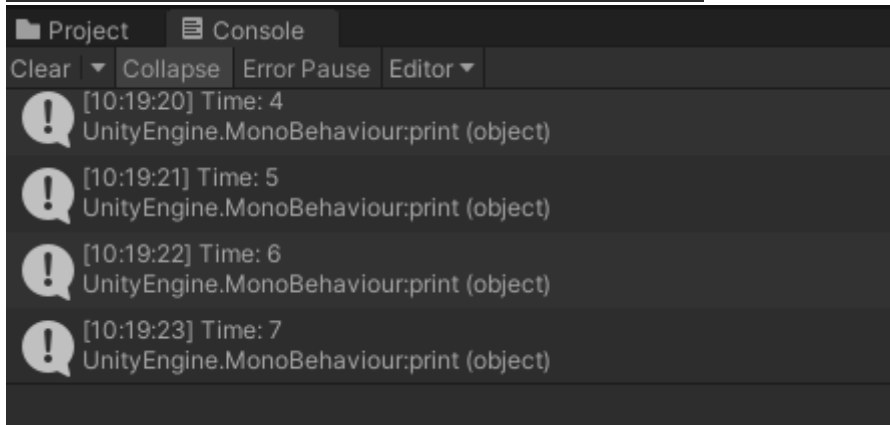 Project Console
Clear Collapse Error Pause Editor
[10:19:20] Time: 4
UnityEngine.MonoBehaviour:print (object)
[10:19:21] Time: 5
UnityEngine.MonoBehaviour:print (object)
[10:19:22] Time: 6
UnityEngine.MonoBehaviour:print (object)
[10:19:23] Time: 7
UnityEngine.MonoBehaviour:print (object)